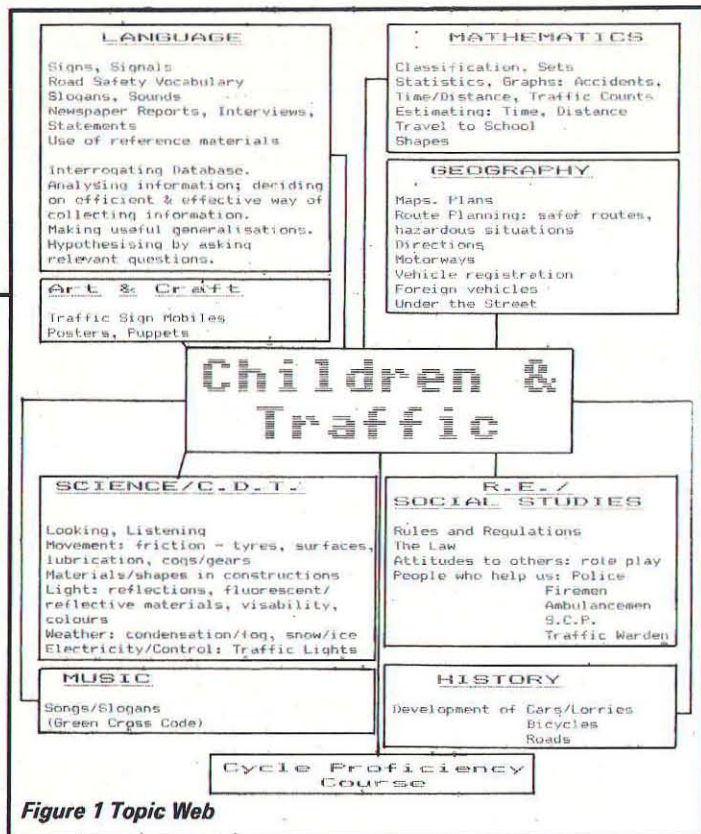 LANGUAGE
Signs, Signals
Road Safety Vocabulary
Slogans, Sounds
Newspaper Reports, Interviews,
Statements
Use of reference materials
Interrogating Database.
Analysing information; deciding
on efficient & effective way of
collecting information.
Making useful generalisations.
Hypothesising by asking
relevant questions.
Art & Craft
Traffic Sign Mobiles
Posters, Puppets
MATHEMATICS
Classification, Sets
Statistics, Graphs: Accidents,
Time/Distance, Traffic Counts
Estimating: Time, Distance
Travel to School
Shapes
GEOGRAPHY
Maps. Plans
Route Planning: safer routes,
hazardous situations
Directions
Motorways
Vehicle registration
Foreign vehicles
Under the Street
Children &
Traffic
SCIENCE/C.D.T.
Looking, Listening
Movement: friction - tyres, surfaces,
lubrication, cogs/gears
Materials/shapes in constructions
Light: reflections, fluorescent/
reflective materials, visability,
colours
Weather: condensation/fog, snow/ice
Electricity/Control: Traffic Lights
MUSIC
Songs/Slogans
(Green Cross Code)
R.E./
SOCIAL STUDIES
Rules and Regulations
The Law
Attitudes to others: role play
People who help us: Police
Firemen
Ambulancemen
S.C.P.
Traffic Warden
HISTORY
Development of Cars/Lorries
Bicycles
Roads
Cycle Proficiency
Course
Figure 1 Topic Web